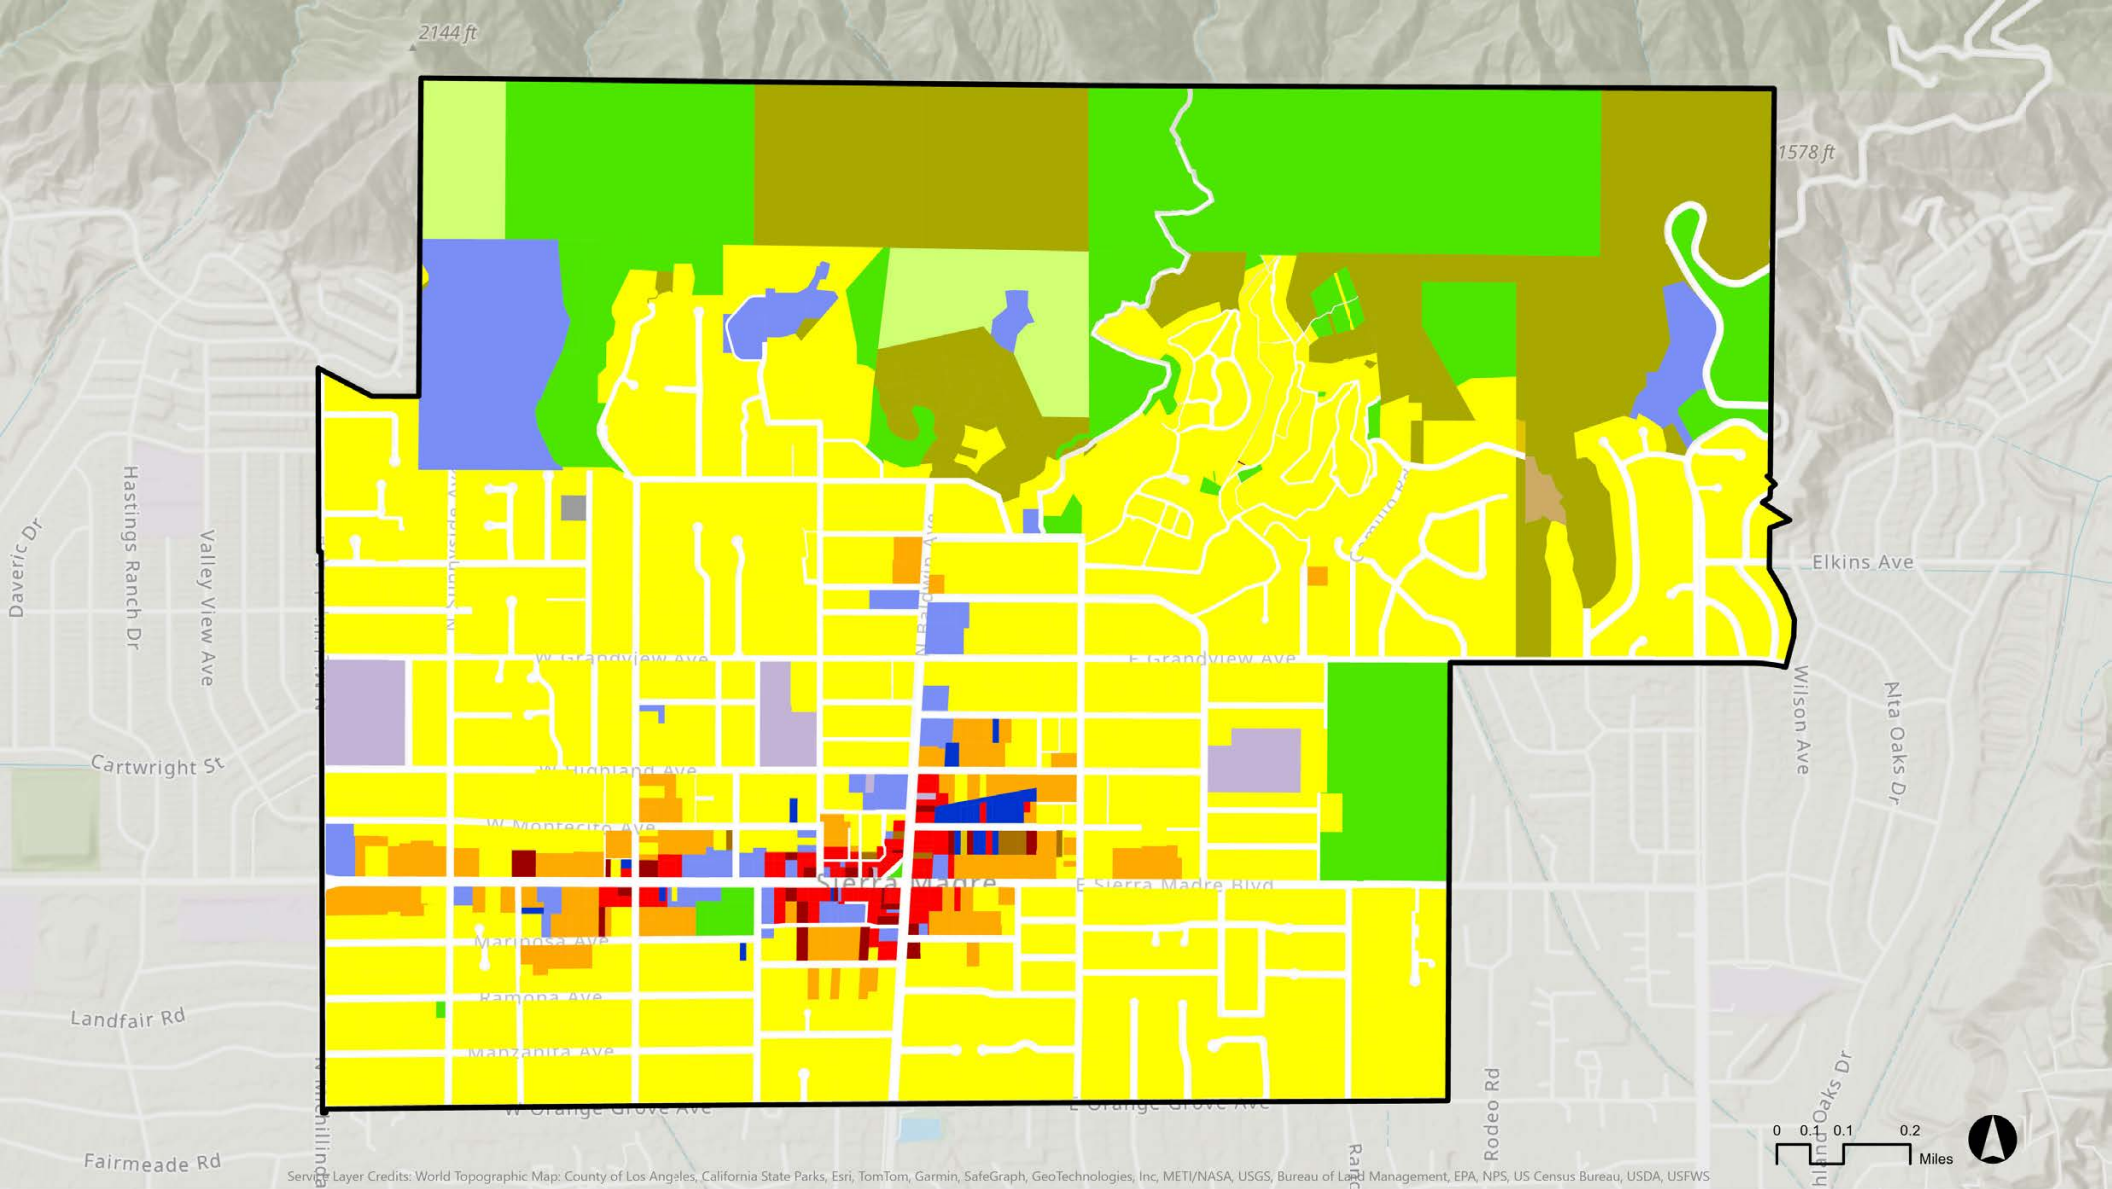 2144 ft
1578 ft
Hastings Ranch Dr
Valley View Ave
Daveric Dr
N Sunnyside Ave
N Baldwin Ave
Elkins Ave
W Grandview Ave
E Grandview Ave
Wilson Ave
Alta Oaks Dr
Cartwright St
W Highland Ave
W Montecito Ave
Sierra Madre
E Sierra Madre Blvd
Mariposa Ave
Ramona Ave
Landfair Rd
Manzanita Ave
W Orange Grove Ave
E Orange Grove Ave
Rodeo Rd
Fairmeade Rd
0 0.1 0.1 0.2
Miles
Service Layer Credits: World Topographic Map: County of Los Angeles, California State Parks, Esri, TomTom, Garmin, SafeGraph, GeoTechnologies, Inc, METI/NASA, USGS, Bureau of Land Management, EPA, NPS, US Census Bureau, USDA, USFWS